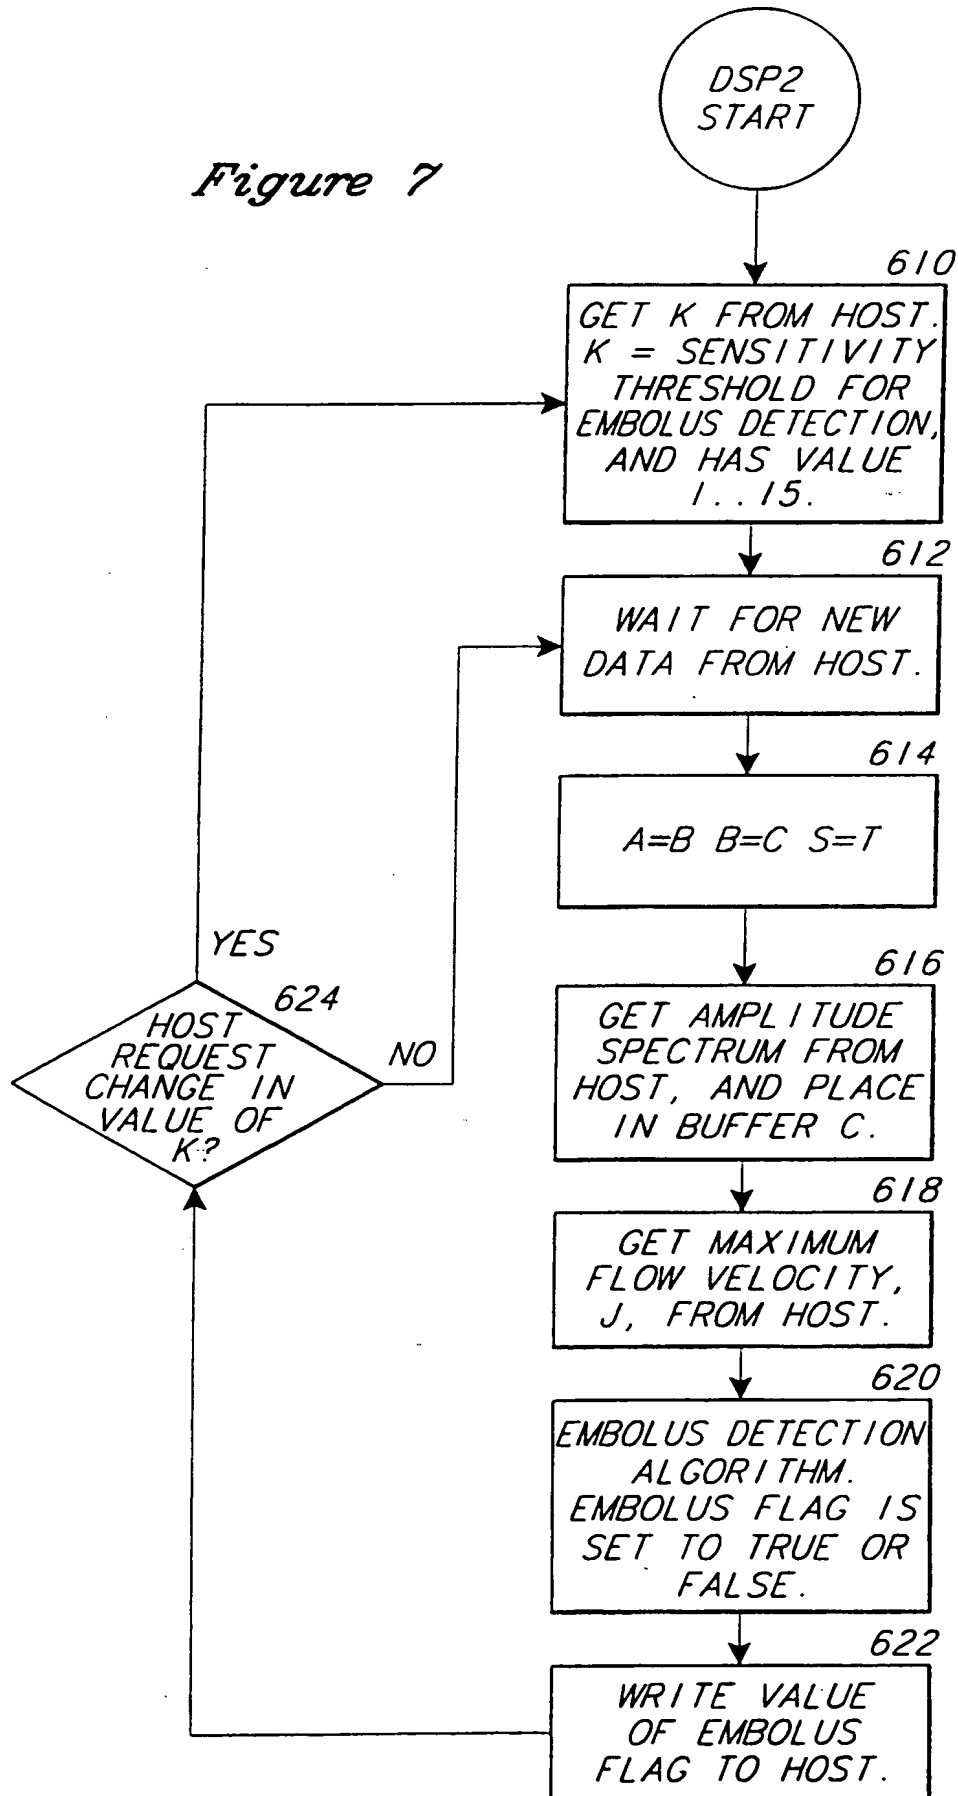 Figure 7
DSP2
START
610
GET K FROM HOST.
K = SENSITIVITY
THRESHOLD FOR
EMBOLUS DETECTION,
AND HAS VALUE
1..15.
612
WAIT FOR NEW
DATA FROM HOST.
614
A=B B=C S=T
616
GET AMPLITUDE
SPECTRUM FROM
HOST, AND PLACE
IN BUFFER C.
618
GET MAXIMUM
FLOW VELOCITY,
J, FROM HOST.
620
EMBOLUS DETECTION
ALGORITHM.
EMBOLUS FLAG IS
SET TO TRUE OR
FALSE.
622
WRITE VALUE
OF EMBOLUS
FLAG TO HOST.
624
HOST
REQUEST
CHANGE IN
VALUE OF
K?
YES
NO